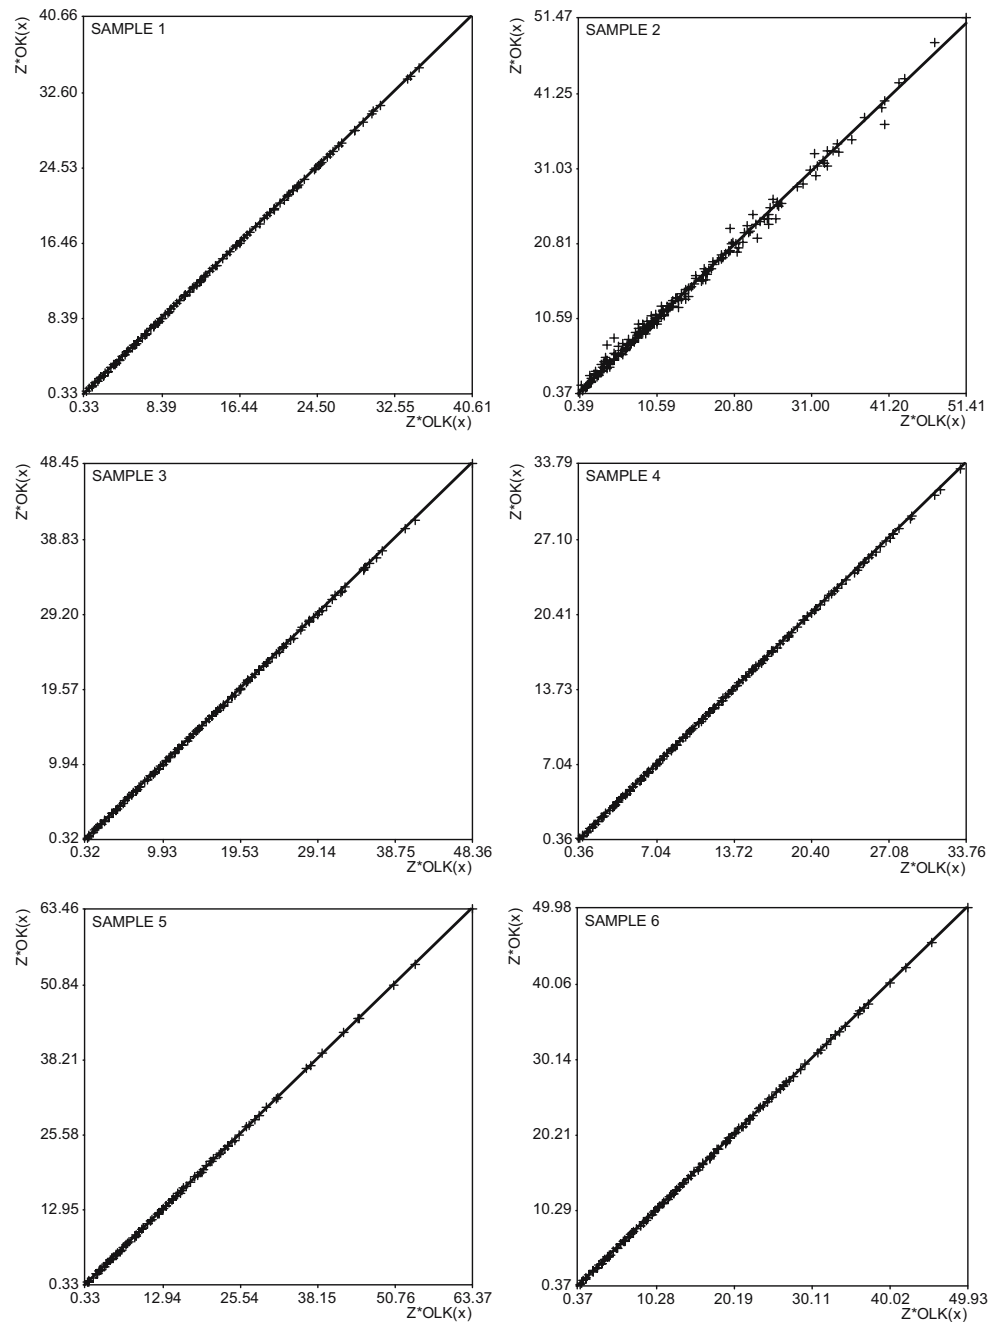 Z*OK(x)
SAMPLE 1
40.66
32.60
24.53
16.46
8.39
0.33
0.33 8.39 16.44 24.50 32.55 40.61
Z*OLK(x)
Z*OK(x)
SAMPLE 2
51.47
41.25
31.03
20.81
10.59
0.37
0.39 10.59 20.80 31.00 41.20 51.41
Z*OLK(x)
Z*OK(x)
SAMPLE 3
48.45
38.83
29.20
19.57
9.94
0.32
0.32 9.93 19.53 29.14 38.75 48.36
Z*OLK(x)
Z*OK(x)
SAMPLE 4
33.79
27.10
20.41
13.73
7.04
0.36
0.36 7.04 13.72 20.40 27.08 33.76
Z*OLK(x)
Z*OK(x)
SAMPLE 5
63.46
50.84
38.21
25.58
12.95
0.33
0.33 12.94 25.54 38.15 50.76 63.37
Z*OLK(x)
Z*OK(x)
SAMPLE 6
49.98
40.06
30.14
20.21
10.29
0.37
0.37 10.28 20.19 30.11 40.02 49.93
Z*OLK(x)